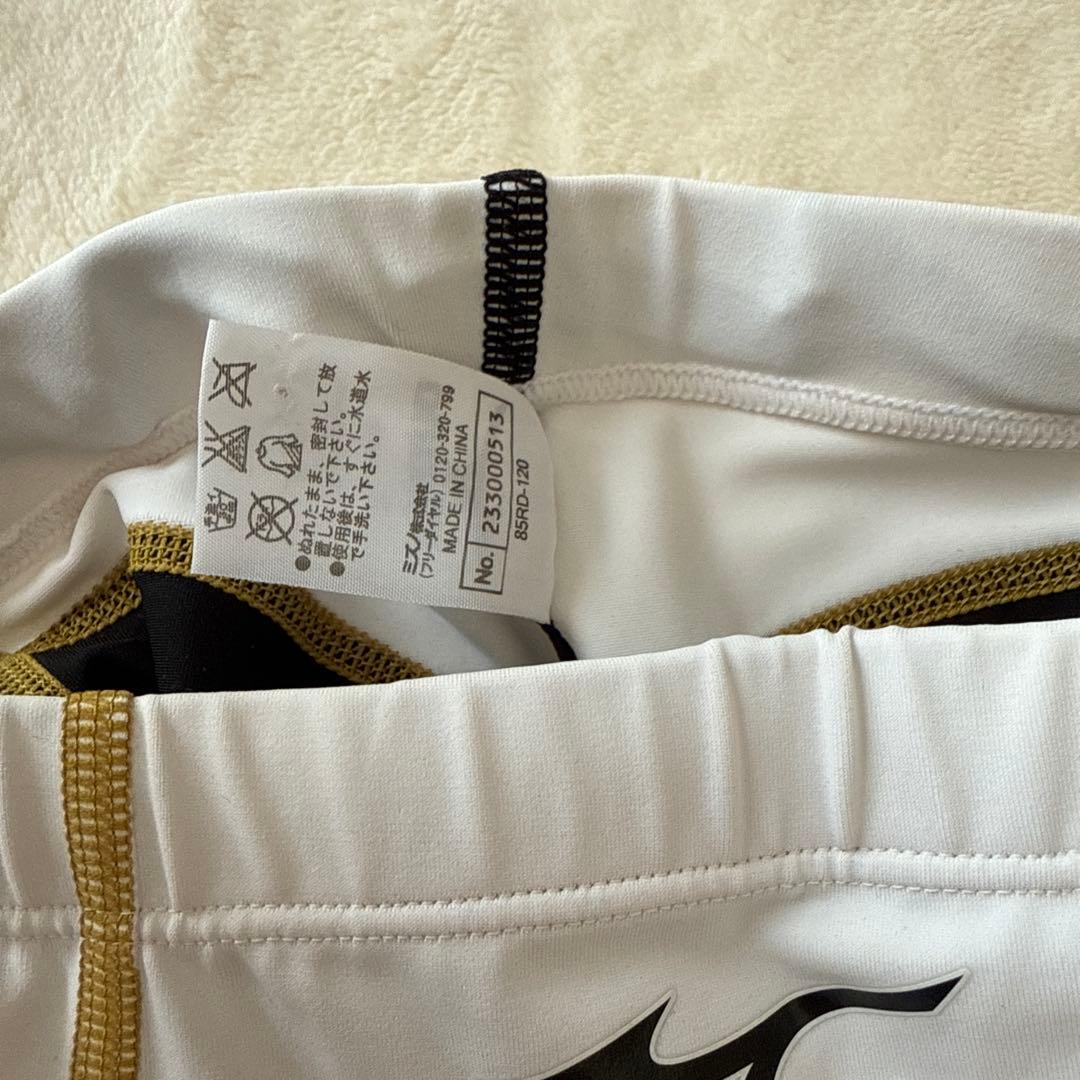 ●ぬれたまま、密封して放
置しないで下さい。
●使用後は、すぐに水道水
で手洗い下さい。
ミズノ株式会社
(フリーダイヤル) 0120-320-799
MADE IN CHINA
No. 233000513
85RD-120